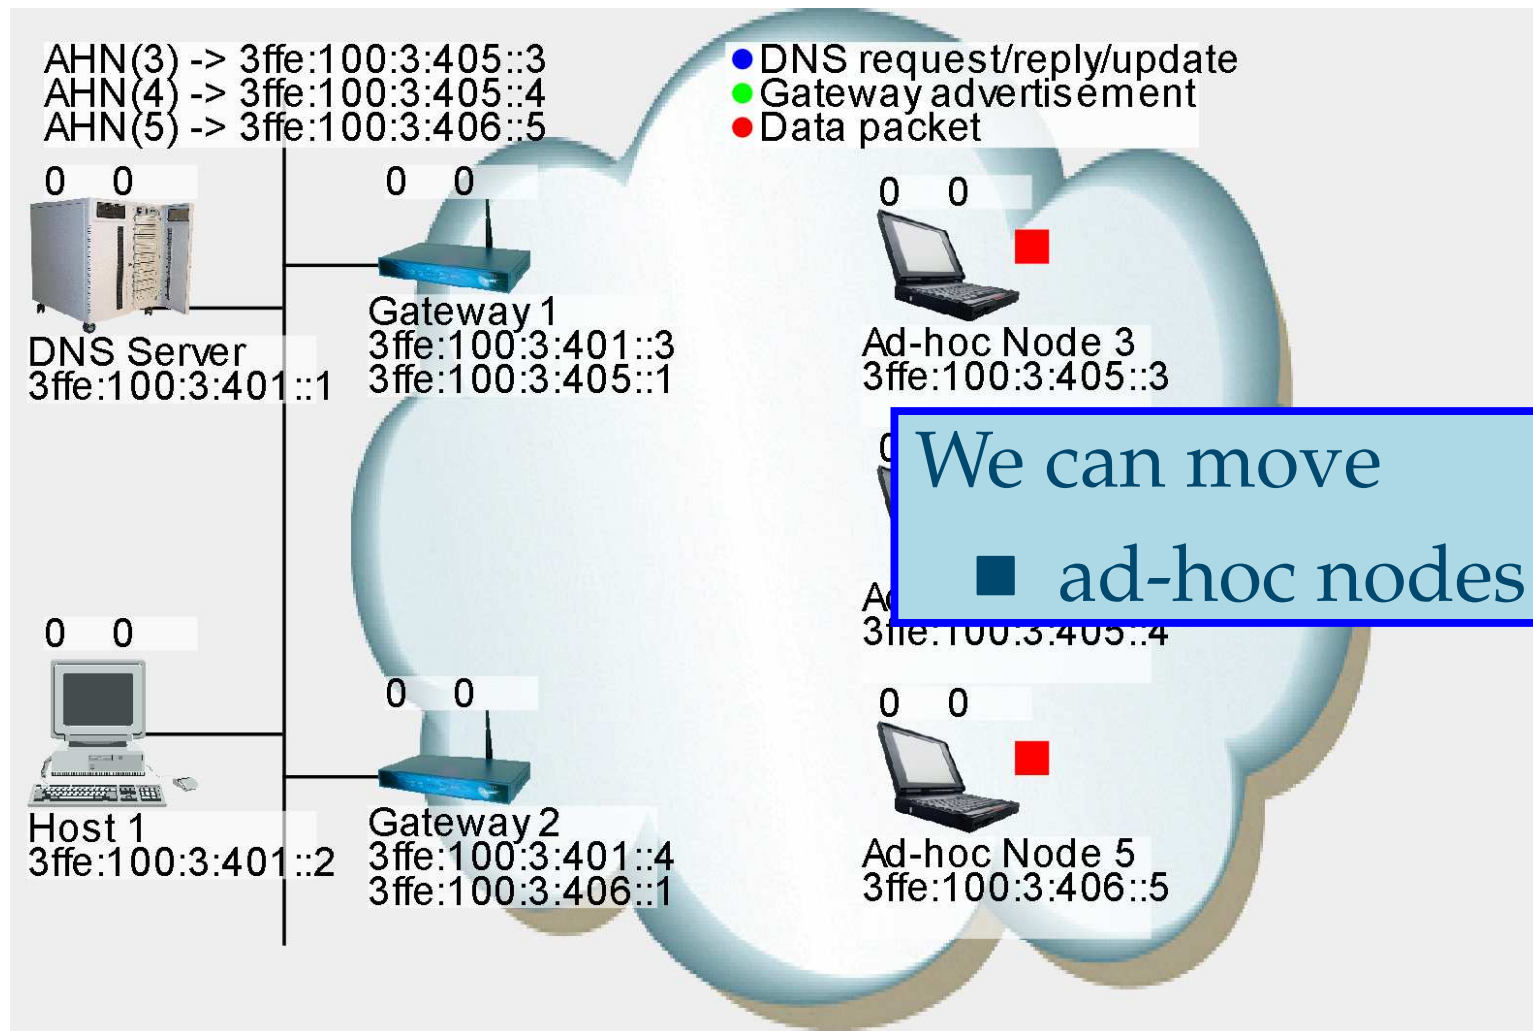 AHN(3) -> 3ffe:100:3:405::3
AHN(4) -> 3ffe:100:3:405::4
AHN(5) -> 3ffe:100:3:406::5
DNS request/reply/update
Gateway advertisement
Data packet
0 0
0 0
0 0
DNS Server
3ffe:100:3:401::1
Gateway 1
3ffe:100:3:401::3
3ffe:100:3:405::1
Ad-hoc Node 3
3ffe:100:3:405::3
We can move
■ ad-hoc nodes
3ffe:100:3:405::4
0 0
0 0
0 0
Host 1
3ffe:100:3:401::2
Gateway 2
3ffe:100:3:401::4
3ffe:100:3:406::1
Ad-hoc Node 5
3ffe:100:3:406::5